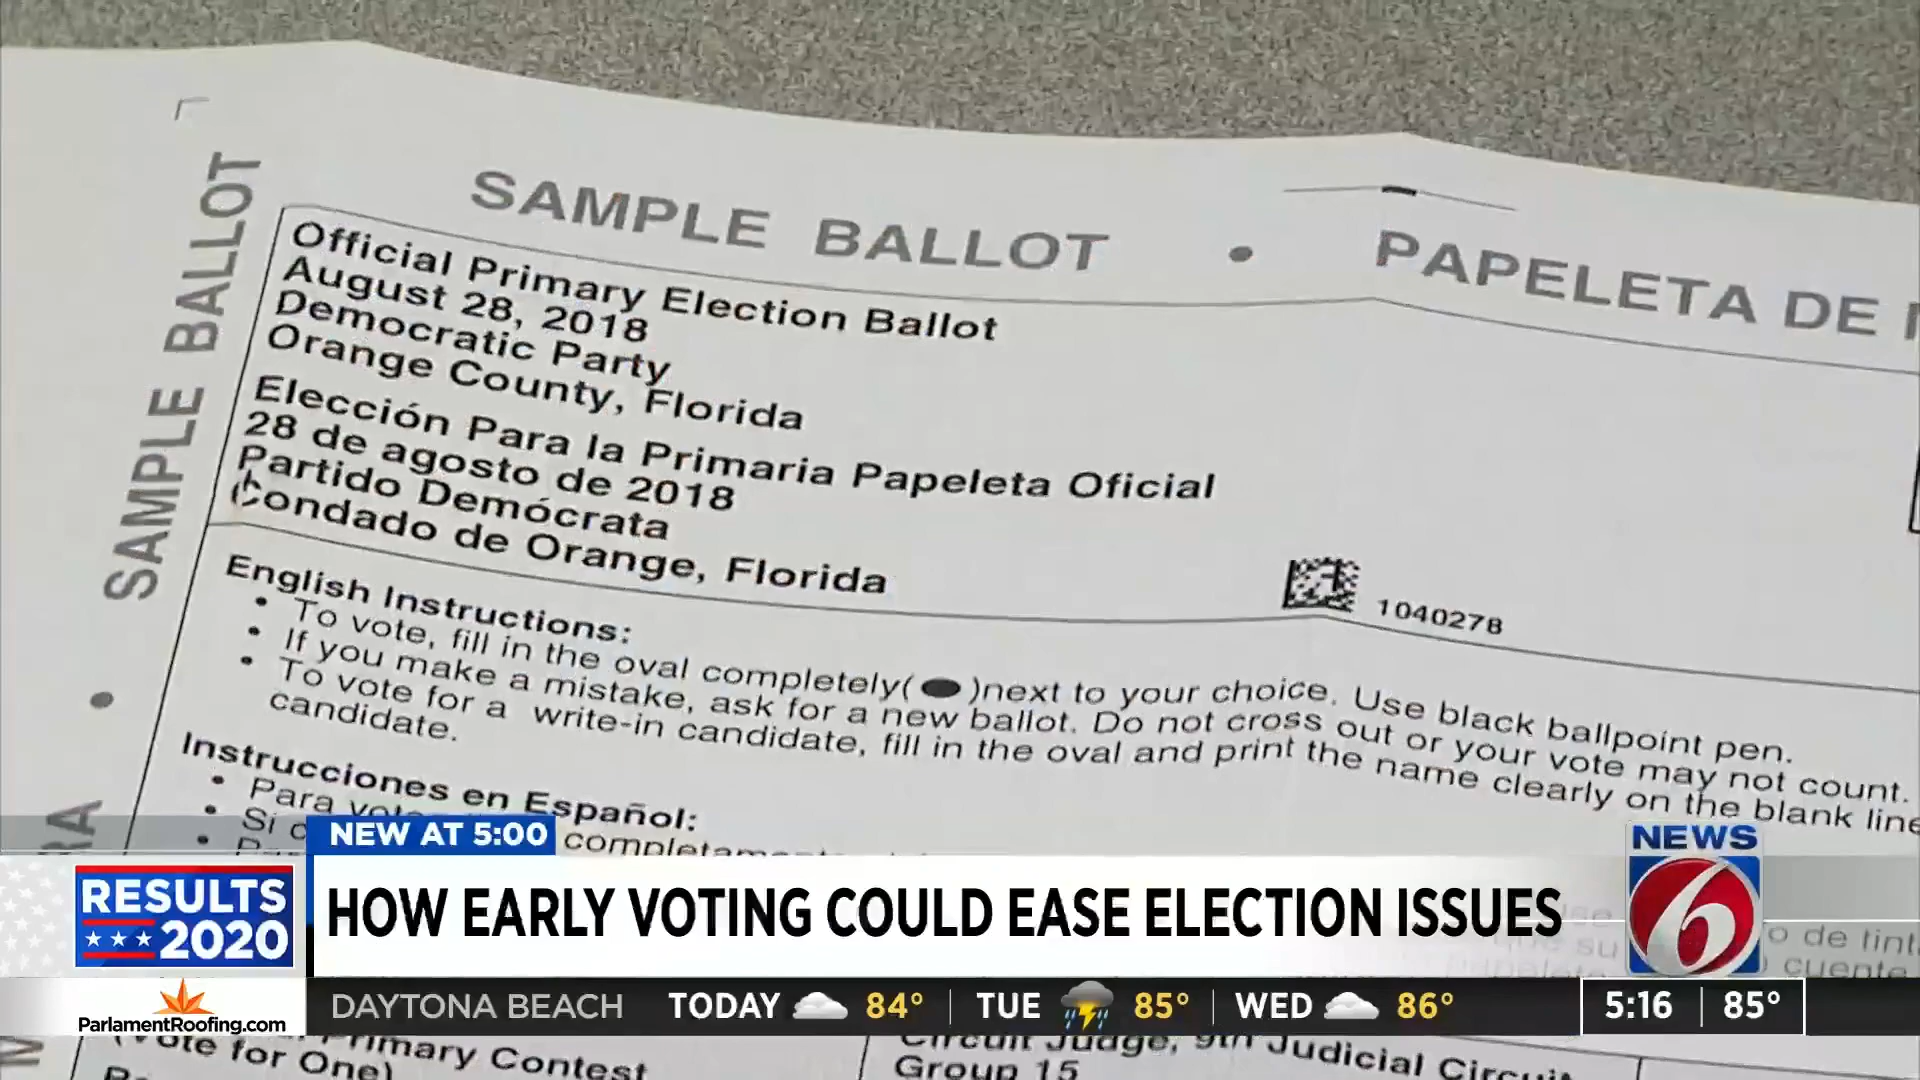 SAMPLE BALLOT • PAPELETA DE
SAMPLE BALLOT
Official Primary Election Ballot
August 28, 2018
Democratic Party
Orange County, Florida
Elección Para la Primaria Papeleta Oficial
28 de agosto de 2018
Partido Demócrata
Condado de Orange, Florida
1040278
English Instructions:
• To vote, fill in the oval completely( )next to your choice. Use black ballpoint pen.
• If you make a mistake, ask for a new ballot. Do not cross out or your vote may not count.
• To vote for a write-in candidate, fill in the oval and print the name clearly on the blank line
candidate.
Instrucciones en Español:
• Para
• Si
NEW AT 5:00
RESULTS
2020
HOW EARLY VOTING COULD EASE ELECTION ISSUES
NEWS
6
su
o de tint
cuente
ParlamentRoofing.com
DAYTONA BEACH TODAY 84° TUE 85° WED 86°
5:16 85°
Primary Contest
(Vote for One)
Circuit Judge, 9th Judicial Circuit
Group 15